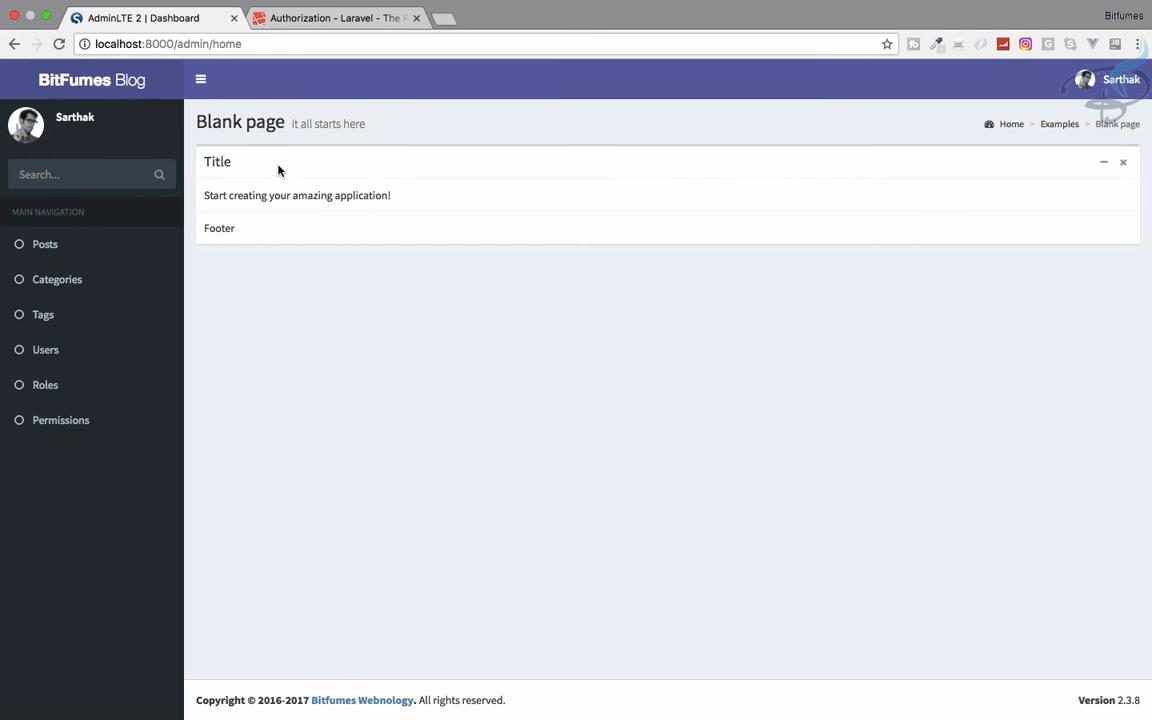 AdminLTE 2 | Dashboard
Authorization - Laravel - The P
Bitfumes
localhost:8000/admin/home
BitFumes Blog
Sarthak
Sarthak
Blank page it all starts here
Home > Examples > Blank page
Search...
Title
MAIN NAVIGATION
Start creating your amazing application!
Footer
Posts
Categories
Tags
Users
Roles
Permissions
Copyright © 2016-2017 Bitfumes Webnology. All rights reserved.
Version 2.3.8